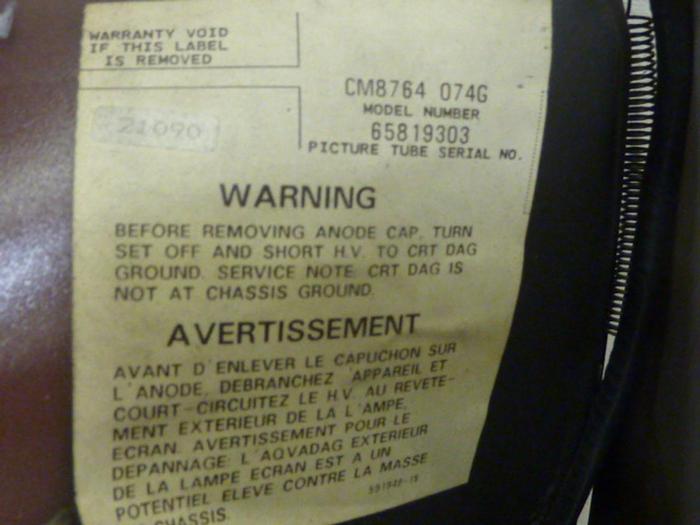 WARRANTY VOID
IF THIS LABEL
IS REMOVED
CM8764 074G
MODEL NUMBER
21090
65819303
PICTURE TUBE SERIAL NO.
WARNING
BEFORE REMOVING ANODE CAP, TURN
SET OFF AND SHORT H.V. TO CRT DAG
GROUND. SERVICE NOTE: CRT DAG IS
NOT AT CHASSIS GROUND.
AVERTISSEMENT
AVANT D'ENLEVER LE CAPUCHON SUR
L'ANODE, DEBRANCHEZ APPAREIL ET
COURT-CIRCUITEZ LE H.V. AU REVETE-
MENT EXTERIEUR DE LA L'AMPE,
ECRAN. AVERTISSEMENT POUR LE
DEPANNAGE: L'AQVADAG EXTERIEUR
DE LA LAMPE ECRAN EST A UN
POTENTIEL ELEVE CONTRE LA MASSE
CHASSIS.